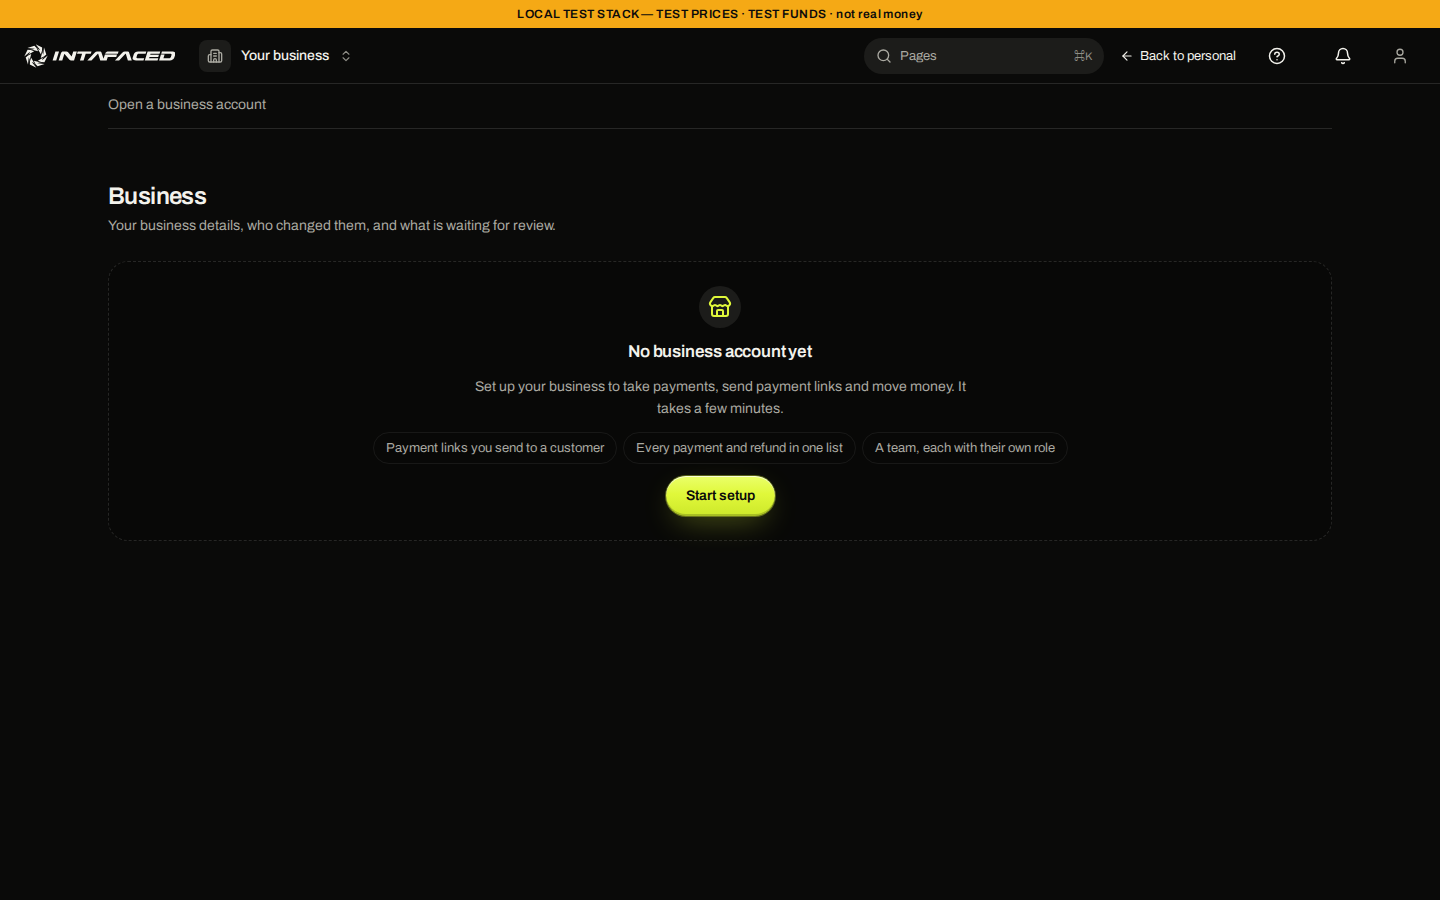 LOCAL TEST STACK — TEST PRICES · TEST FUNDS · not real money
INTAFACED
Your business
Pages
⌘K
Back to personal
Open a business account
Business
Your business details, who changed them, and what is waiting for review.
No business account yet
Set up your business to take payments, send payment links and move money. It
takes a few minutes.
Payment links you send to a customer
Every payment and refund in one list
A team, each with their own role
Start setup